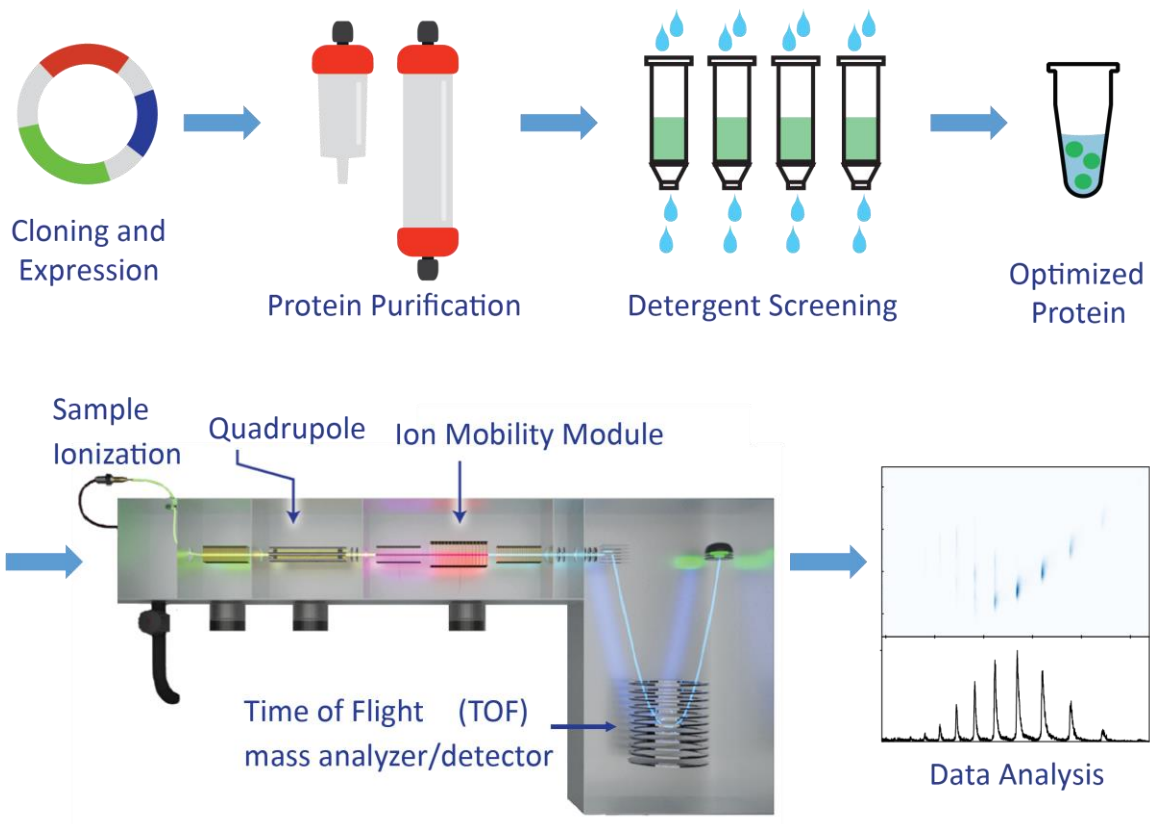 Cloning and
Expression
Protein Purification
Detergent Screening
Optimized
Protein
Sample
Ionization
Quadrupole
Ion Mobility Module
Time of Flight (TOF)
mass analyzer/detector
Data Analysis